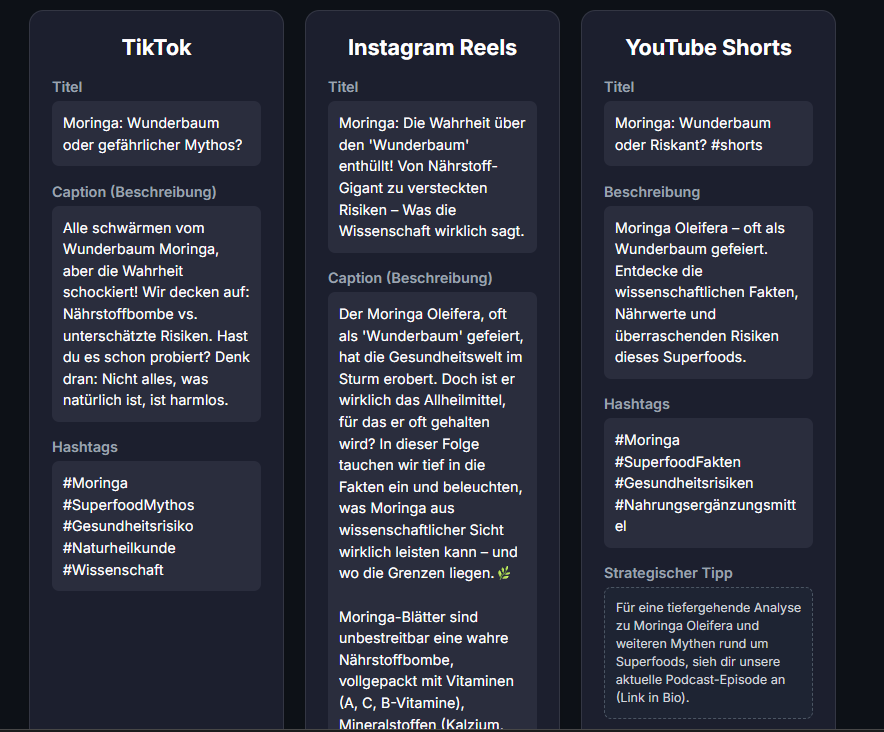 TikTok
Titel
Moringa: Wunderbaum
oder gefährlicher Mythos?
Caption (Beschreibung)
Alle schwärmen vom
Wunderbaum Moringa,
aber die Wahrheit
schockiert! Wir decken auf:
Nährstoffbombe vs.
unterschätzte Risiken. Hast
du es schon probiert? Denk
dran: Nicht alles, was
natürlich ist, ist harmlos.
Hashtags
#Moringa
#SuperfoodMythos
#Gesundheitsrisiko
#Naturheilkunde
#Wissenschaft
Instagram Reels
Titel
Moringa: Die Wahrheit über
den 'Wunderbaum'
enthüllt! Von Nährstoff-
Gigant zu versteckten
Risiken – Was die
Wissenschaft wirklich sagt.
Caption (Beschreibung)
Der Moringa Oleifera, oft
als 'Wunderbaum' gefeiert,
hat die Gesundheitswelt im
Sturm erobert. Doch ist er
wirklich das Allheilmittel,
für das er oft gehalten
wird? In dieser Folge
tauchen wir tief in die
Fakten ein und beleuchten,
was Moringa aus
wissenschaftlicher Sicht
wirklich leisten kann – und
wo die Grenzen liegen. 🌿
Moringa-Blätter sind
unbestreitbar eine wahre
Nährstoffbombe,
vollgepackt mit Vitaminen
(A, C, B-Vitamine),
Mineralstoffen (Kalzium,
YouTube Shorts
Titel
Moringa: Wunderbaum
oder Riskant? #shorts
Beschreibung
Moringa Oleifera – oft als
Wunderbaum gefeiert.
Entdecke die
wissenschaftlichen Fakten,
Nährwerte und
überraschenden Risiken
dieses Superfoods.
Hashtags
#Moringa
#SuperfoodFakten
#Gesundheitsrisiken
#Nahrungsergänzungsmitt
el
Strategischer Tipp
Für eine tiefergehende Analyse
zu Moringa Oleifera und
weiteren Mythen rund um
Superfoods, sieh dir unsere
aktuelle Podcast-Episode an
(Link in Bio).